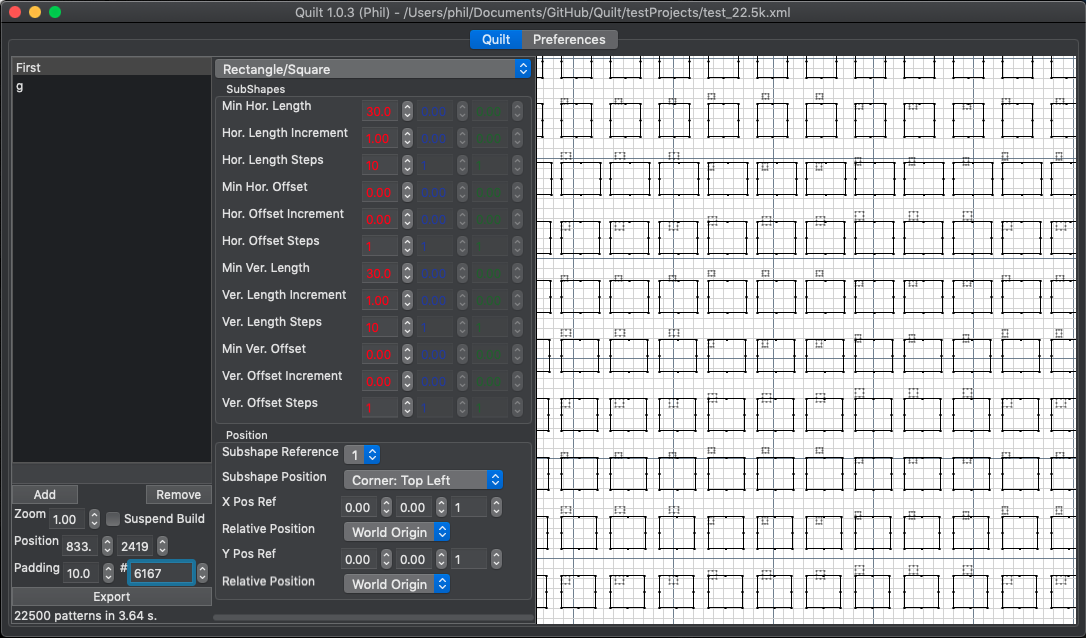 Quilt 1.0.3 (Phil) - /Users/phil/Documents/GitHub/Quilt/testProjects/test_22.5k.xml
Quilt Preferences
First
g
Rectangle/Square
SubShapes
Min Hor. Length 30.0 0.00 0.00
Hor. Length Increment 1.00 0.00 0.00
Hor. Length Steps 10 1
Min Hor. Offset 0.00 0.00 0.00
Hor. Offset Increment 0.00 0.00 0.00
Hor. Offset Steps 1 1
Min Ver. Length 30.0 0.00 0.00
Ver. Length Increment 1.00 0.00 0.00
Ver. Length Steps 10 1
Min Ver. Offset 0.00 0.00 0.00
Ver. Offset Increment 0.00 0.00 0.00
Ver. Offset Steps 1 1
Position
Subshape Reference 1
Subshape Position Corner: Top Left
X Pos Ref 0.00 0.00 1
Relative Position World Origin
Y Pos Ref 0.00 0.00 1
Relative Position World Origin
Add Remove
Zoom 1.00 Suspend Build
Position 833. 2419
Padding 10.0 # 6167
Export
22500 patterns in 3.64 s.